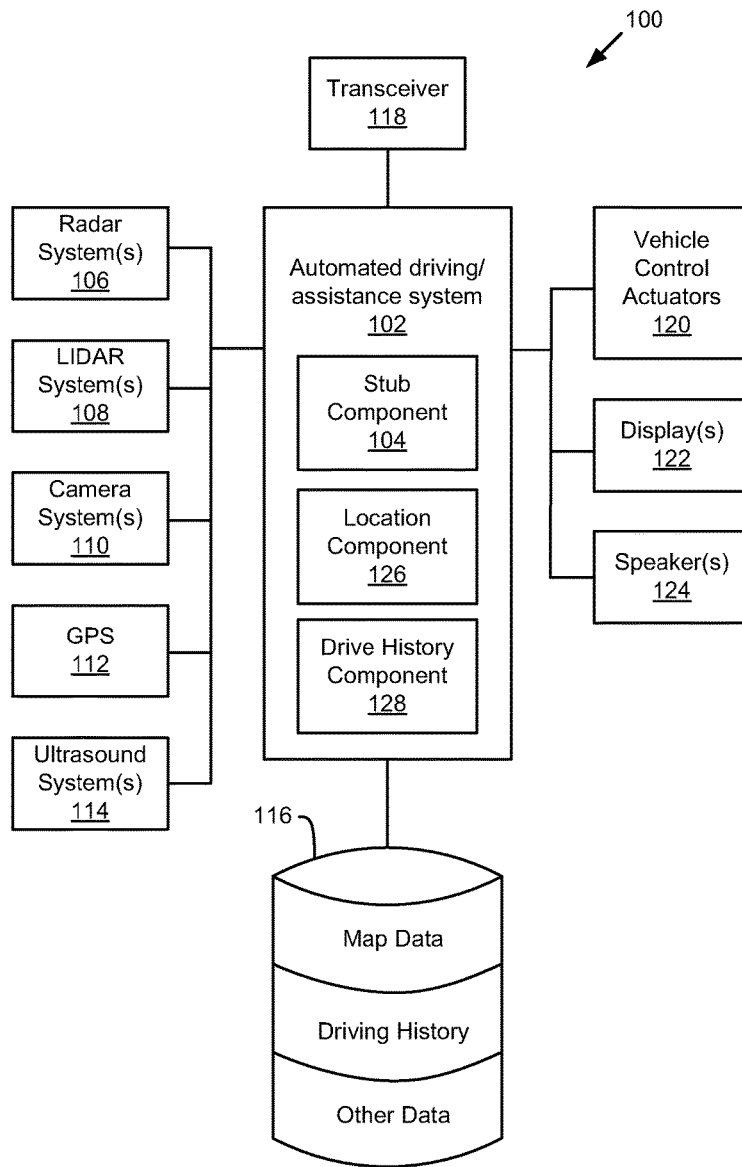 100
Transceiver
118
Radar
System(s)
106
LIDAR
System(s)
108
Camera
System(s)
110
GPS
112
Ultrasound
System(s)
114
Automated driving/
assistance system
102
Stub
Component
104
Location
Component
126
Drive History
Component
128
Vehicle
Control
Actuators
120
Display(s)
122
Speaker(s)
124
116
Map Data
Driving History
Other Data